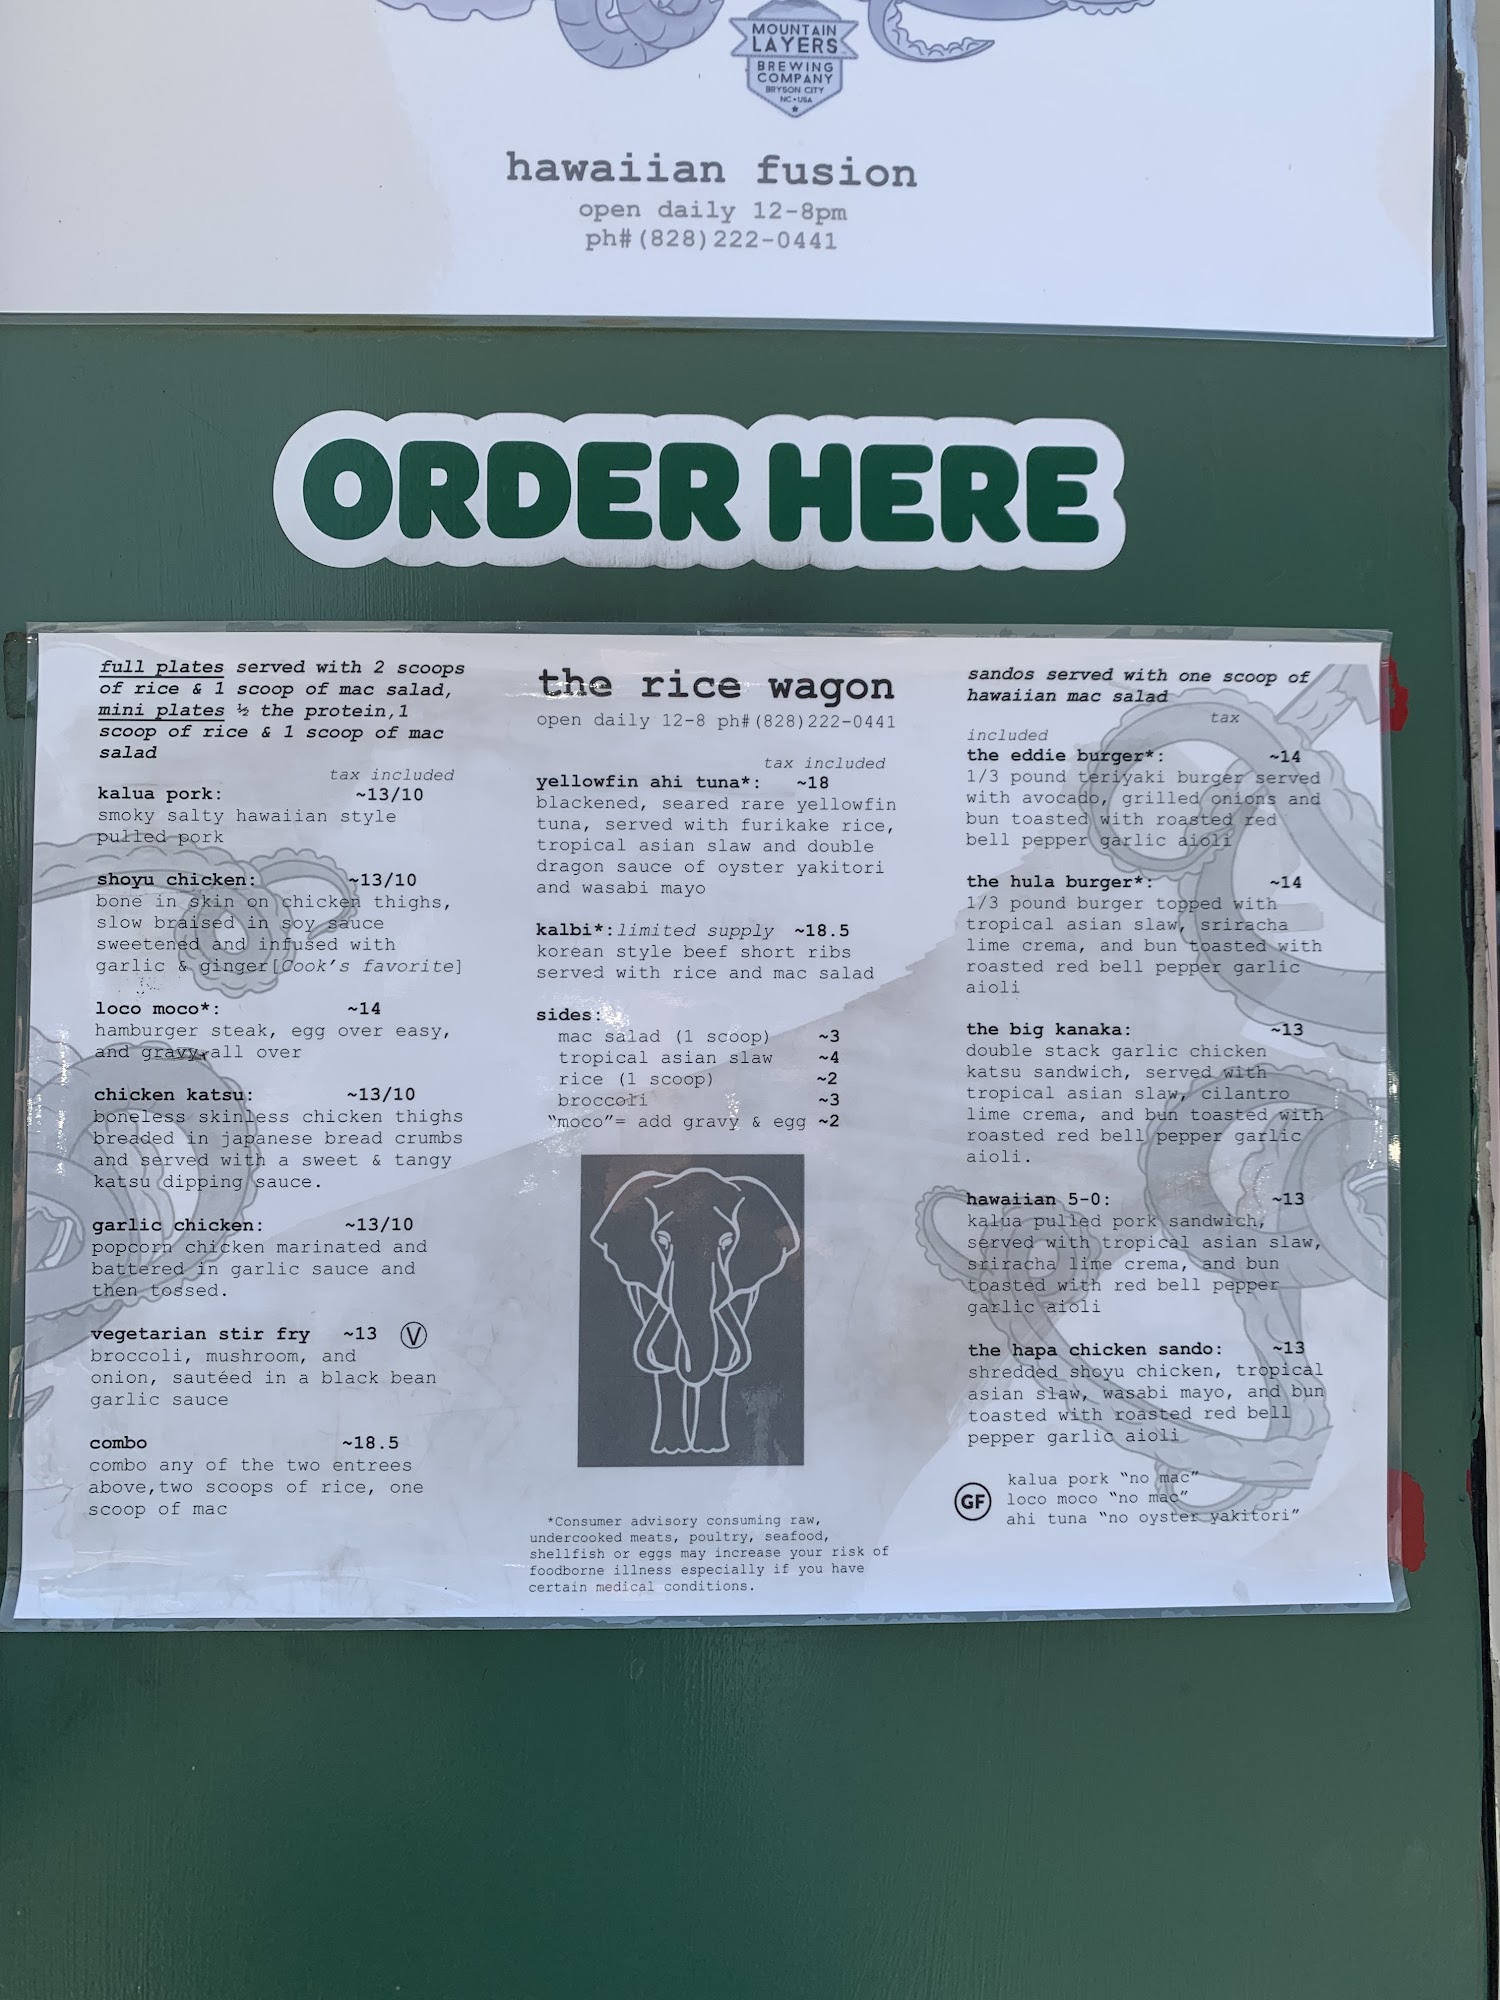 MOUNTAIN
LAYERS
BREWING
COMPANY
BRYSON CITY
NC•USA
hawaiian fusion
open daily 12-8pm
ph#(828)222-0441
ORDER HERE
full plates served with 2 scoops
of rice & 1 scoop of mac salad,
mini plates ½ the protein,1
scoop of rice & 1 scoop of mac
salad
tax included
kalua pork: ~13/10
smoky salty hawaiian style
pulled pork
shoyu chicken: ~13/10
bone in skin on chicken thighs,
slow braised in soy sauce
sweetened and infused with
garlic & ginger[Cook's favorite]
loco moco*: ~14
hamburger steak, egg over easy,
and gravy all over
chicken katsu: ~13/10
boneless skinless chicken thighs
breaded in japanese bread crumbs
and served with a sweet & tangy
katsu dipping sauce.
garlic chicken: ~13/10
popcorn chicken marinated and
battered in garlic sauce and
then tossed.
vegetarian stir fry ~13 V
broccoli, mushroom, and
onion, sautéed in a black bean
garlic sauce
combo ~18.5
combo any of the two entrees
above,two scoops of rice, one
scoop of mac
the rice wagon
open daily 12-8 ph#(828)222-0441
tax included
yellowfin ahi tuna*: ~18
blackened, seared rare yellowfin
tuna, served with furikake rice,
tropical asian slaw and double
dragon sauce of oyster yakitori
and wasabi mayo
kalbi*:limited supply ~18.5
korean style beef short ribs
served with rice and mac salad
sides:
mac salad (1 scoop) ~3
tropical asian slaw ~4
rice (1 scoop) ~2
broccoli ~3
"moco"= add gravy & egg ~2
*Consumer advisory consuming raw,
undercooked meats, poultry, seafood,
shellfish or eggs may increase your risk of
foodborne illness especially if you have
certain medical conditions.
sandos served with one scoop of
hawaiian mac salad
tax
included
the eddie burger*: ~14
1/3 pound teriyaki burger served
with avocado, grilled onions and
bun toasted with roasted red
bell pepper garlic aioli
the hula burger*: ~14
1/3 pound burger topped with
tropical asian slaw, sriracha
lime crema, and bun toasted with
roasted red bell pepper garlic
aioli
the big kanaka: ~13
double stack garlic chicken
katsu sandwich, served with
tropical asian slaw, cilantro
lime crema, and bun toasted with
roasted red bell pepper garlic
aioli.
hawaiian 5-0: ~13
kalua pulled pork sandwich,
served with tropical asian slaw,
sriracha lime crema, and bun
toasted with red bell pepper
garlic aioli
the hapa chicken sando: ~13
shredded shoyu chicken, tropical
asian slaw, wasabi mayo, and bun
toasted with roasted red bell
pepper garlic aioli
GF
kalua pork "no mac"
loco moco "no mac"
ahi tuna "no oyster yakitori"